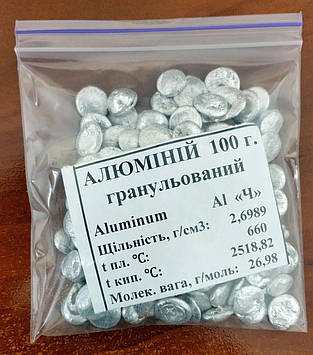 АЛЮМІНІЙ 100 г.
гранульований
Aluminum Al «Ч»
Щільність, г/см3: 2,6989
t пл. °C: 660
t кип. °C: 2518,82
Молек. вага, г/моль: 26,98